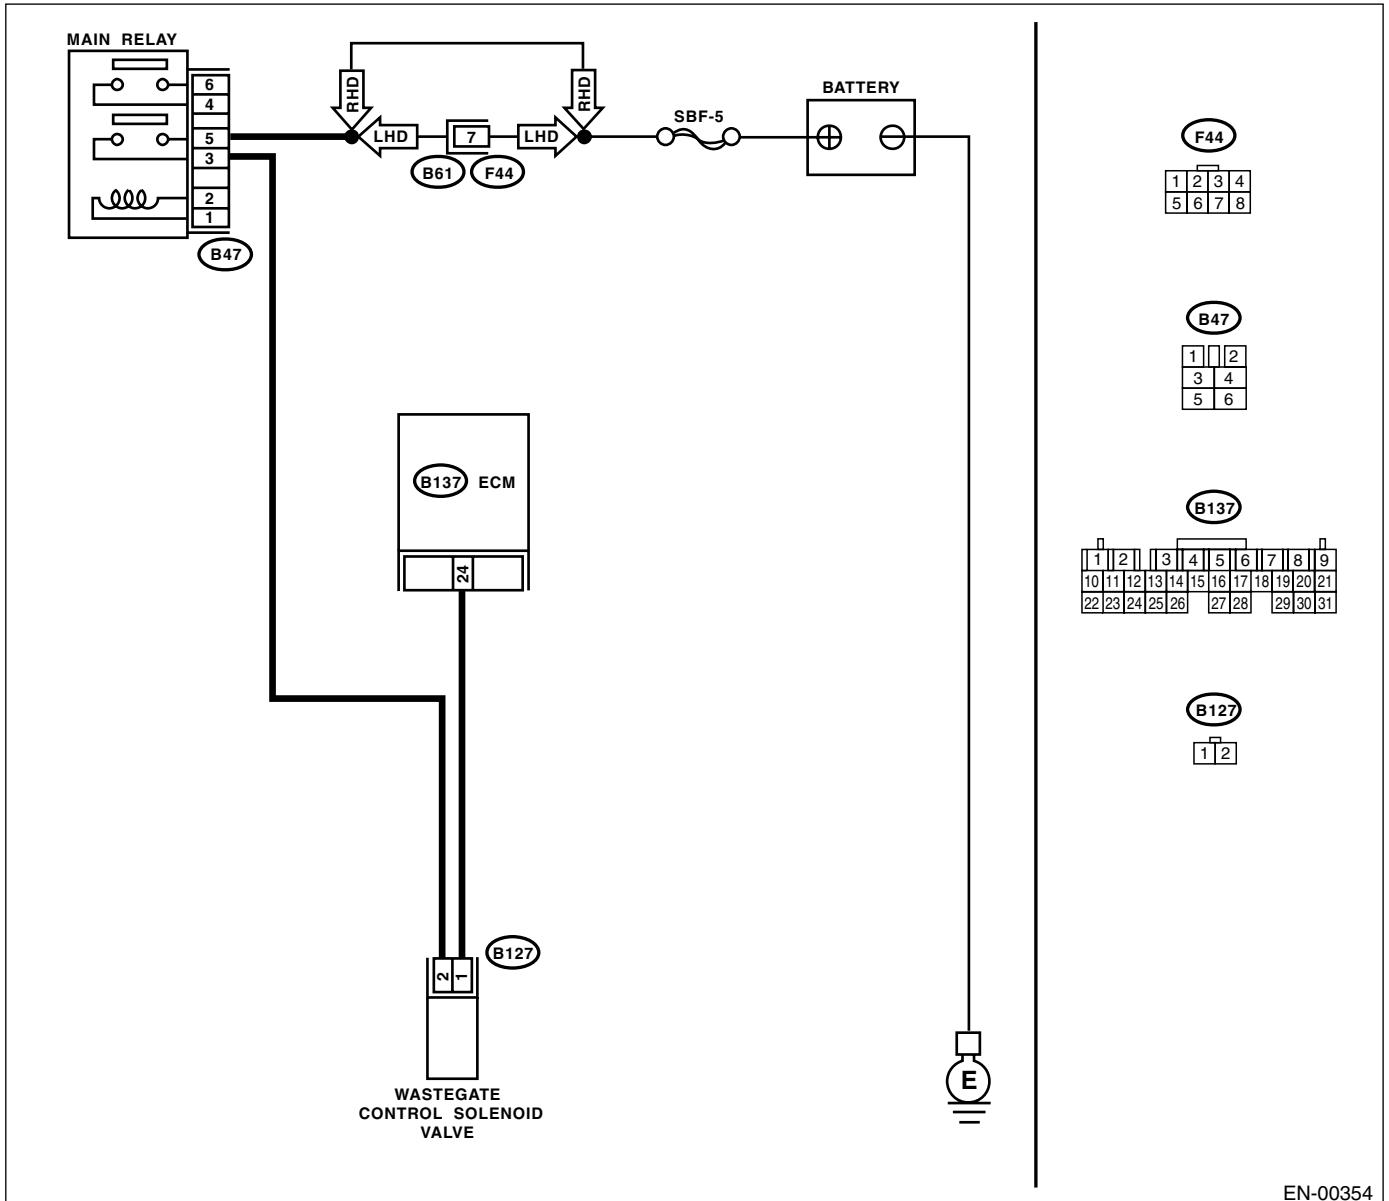 MAIN RELAY
6
4
5
3
2
1
B47
RHD
RHD
LHD
7
LHD
B61
F44
SBF-5
BATTERY
B137 ECM
24
B127
2 1
WASTEGATE
CONTROL SOLENOID
VALVE
E
F44
1 2 3 4
5 6 7 8
B47
1 2
3 4
5 6
B137
1 2 3 4 5 6 7 8 9
10 11 12 13 14 15 16 17 18 19 20 21
22 23 24 25 26 27 28 29 30 31
B127
1 2
EN-00354